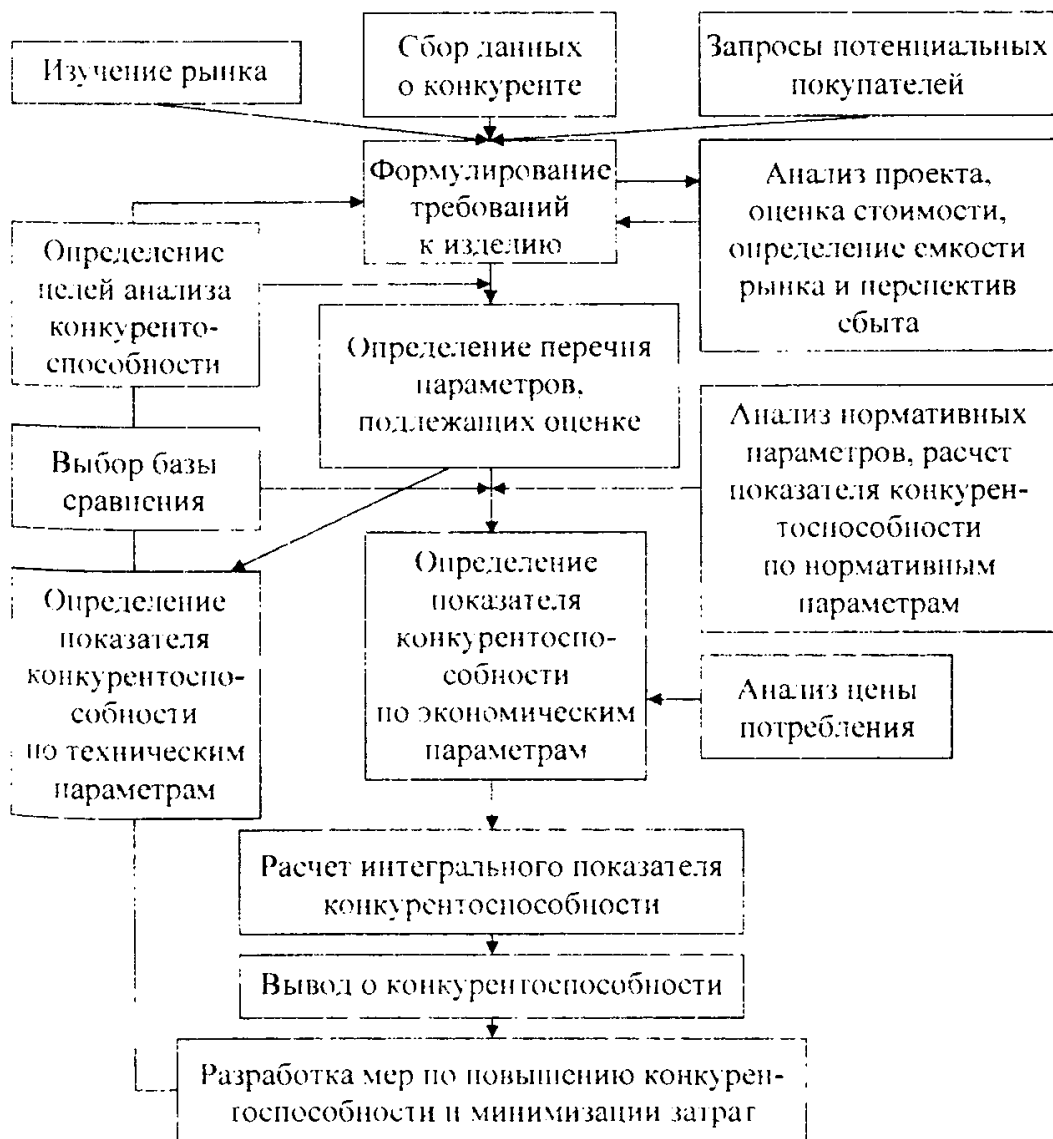 Изучение рынка
Сбор данных
о конкуренте
Запросы потенциальных
покупателей
Формулирование
требований
к изделию
Анализ проекта,
оценка стоимости,
определение емкости
рынка и перспектив
сбыта
Определение
целей анализа
конкуренто-
способности
Определение перечня
параметров,
подлежащих оценке
Выбор базы
сравнения
Анализ нормативных
параметров, расчет
показателя конкурен-
тоспособности
по нормативным
параметрам
Определение
показателя
конкурентоспо-
собности
по техническим
параметрам
Определение
показателя
конкурентоспо-
собности
по экономическим
параметрам
Анализ цены
потребления
Расчет интегрального показателя
конкурентоспособности
Вывод о конкурентоспособности
Разработка мер по повышению конкурен-
тоспособности и минимизации затрат